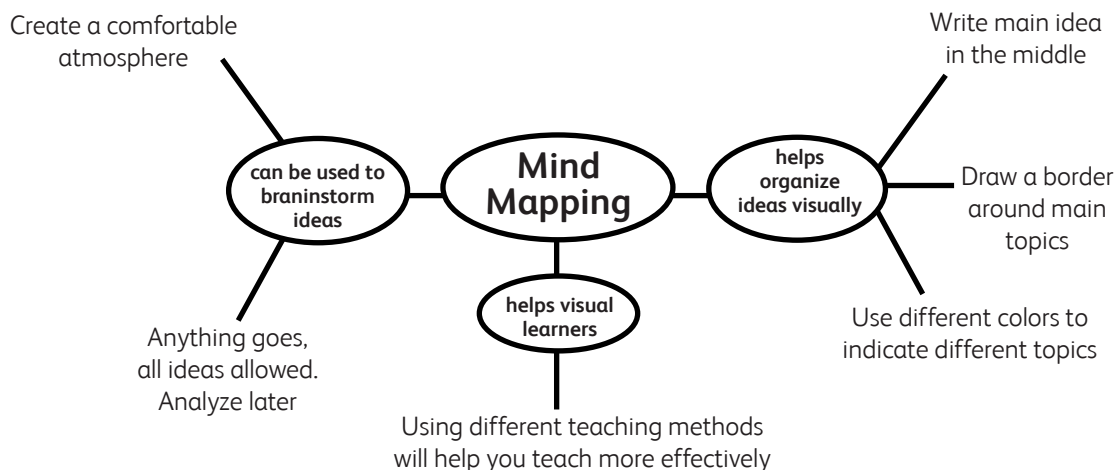 Create a comfortable
atmosphere
Write main idea
in the middle
can be used to
braninstorm
ideas
Mind
Mapping
helps
organize
ideas visually
Draw a border
around main
topics
helps visual
learners
Anything goes,
all ideas allowed.
Analyze later
Use different colors to
indicate different topics
Using different teaching methods
will help you teach more effectively